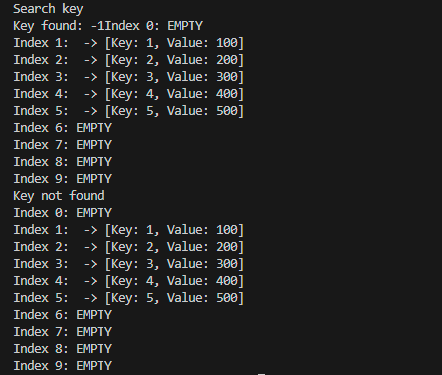 Search key
Key found: -1Index 0: EMPTY
Index 1:  -> [Key: 1, Value: 100]
Index 2:  -> [Key: 2, Value: 200]
Index 3:  -> [Key: 3, Value: 300]
Index 4:  -> [Key: 4, Value: 400]
Index 5:  -> [Key: 5, Value: 500]
Index 6: EMPTY
Index 7: EMPTY
Index 8: EMPTY
Index 9: EMPTY
Key not found
Index 0: EMPTY
Index 1:  -> [Key: 1, Value: 100]
Index 2:  -> [Key: 2, Value: 200]
Index 3:  -> [Key: 3, Value: 300]
Index 4:  -> [Key: 4, Value: 400]
Index 5:  -> [Key: 5, Value: 500]
Index 6: EMPTY
Index 7: EMPTY
Index 8: EMPTY
Index 9: EMPTY